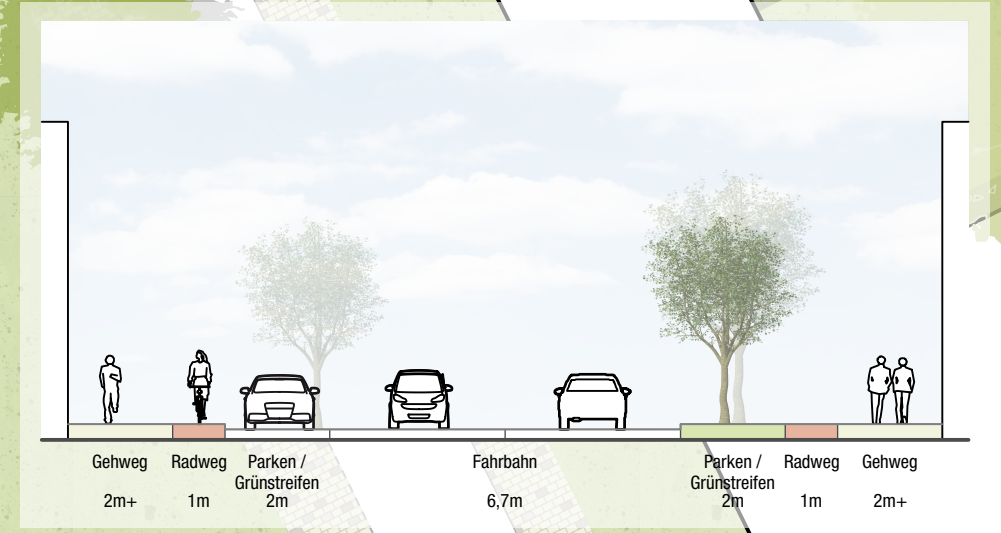 Gehweg Radweg Parken / Fahrbahn Parken / Radweg Gehweg
Grünstreifen Grünstreifen
2m+ 1m 2m 6,7m 2m 1m 2m+